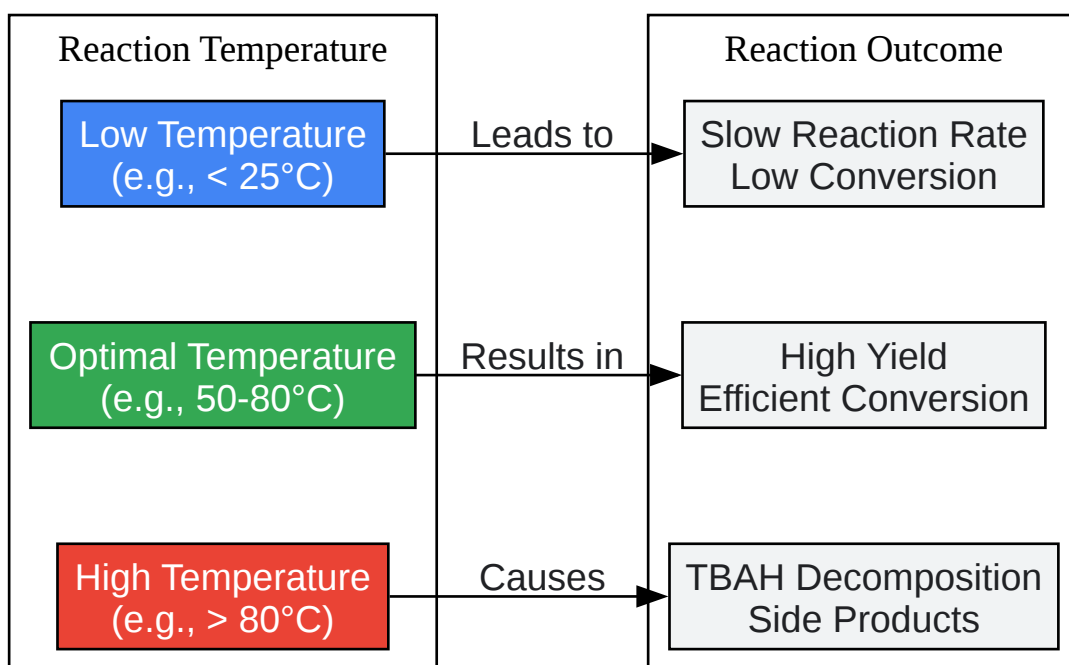 Reaction Temperature
Reaction Outcome
Low Temperature
(e.g., < 25°C)
Leads to
Slow Reaction Rate
Low Conversion
Optimal Temperature
(e.g., 50-80°C)
Results in
High Yield
Efficient Conversion
High Temperature
(e.g., > 80°C)
Causes
TBAH Decomposition
Side Products